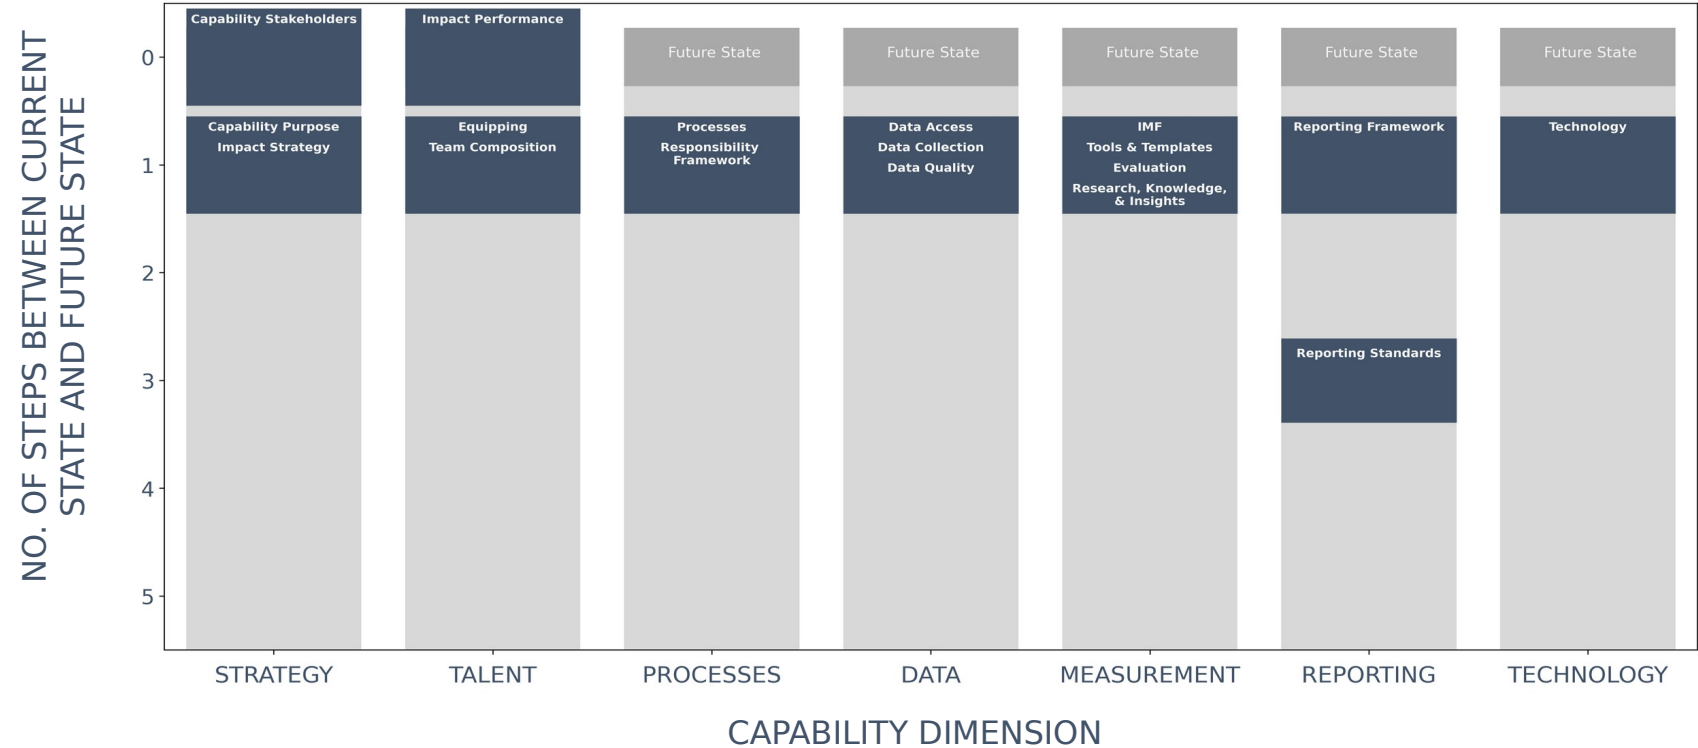 NO. OF STEPS BETWEEN CURRENT
STATE AND FUTURE STATE
0
1
2
3
4
5
Capability Stakeholders
Capability Purpose
Impact Strategy
Impact Performance
Equipping
Team Composition
Future State
Processes
Responsibility
Framework
Future State
Data Access
Data Collection
Data Quality
Future State
IMF
Tools & Templates
Evaluation
Research, Knowledge,
& Insights
Future State
Reporting Framework
Reporting Standards
Future State
Technology
STRATEGY
TALENT
PROCESSES
DATA
MEASUREMENT
REPORTING
TECHNOLOGY
CAPABILITY DIMENSION